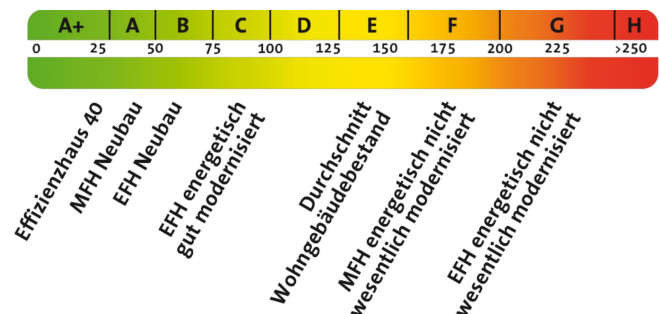 A+ A B C D E F G H
0 25 50 75 100 125 150 175 200 225 >250
Effizienzhaus 40
MFH Neubau
EFH Neubau
EFH energetisch
gut modernisiert
Durchschnitt
Wohngebäudebestand
MFH energetisch nicht
wesentlich modernisiert
EFH energetisch nicht
wesentlich modernisiert